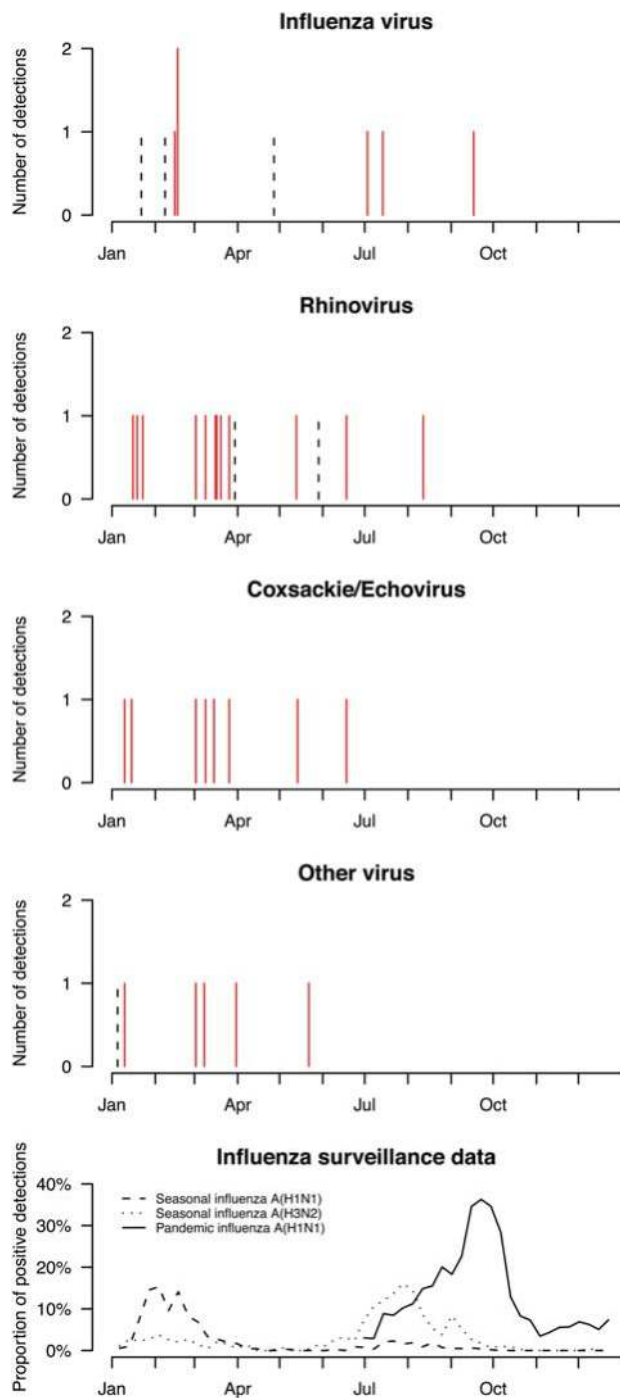 Influenza virus
Number of detections
2
1
0
Jan Apr Jul Oct
Rhinovirus
Number of detections
2
1
0
Jan Apr Jul Oct
Coxsackie/Echovirus
Number of detections
2
1
0
Jan Apr Jul Oct
Other virus
Number of detections
2
1
0
Jan Apr Jul Oct
Influenza surveillance data
Proportion of positive detections
40%
30%
20%
10%
0%
Seasonal influenza A(H1N1)
Seasonal influenza A(H3N2)
Pandemic influenza A(H1N1)
Jan Apr Jul Oct